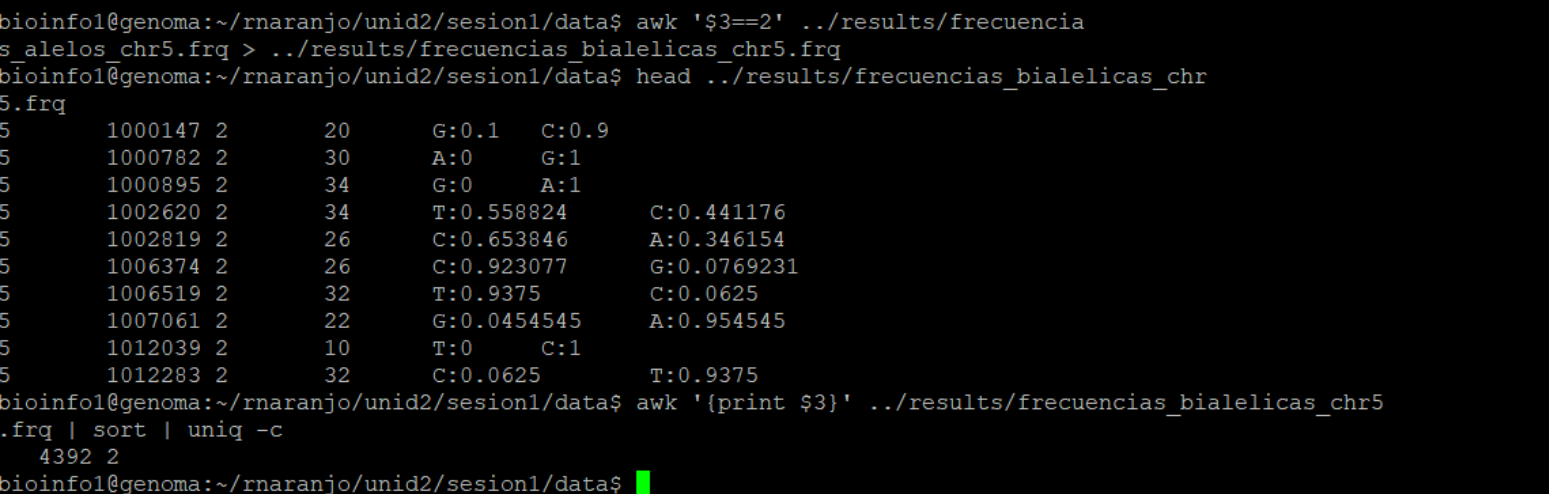 bioinfo1@genoma:~/rnaranjo/unid2/sesion1/data$ awk '$3==2' ../results/frecuencia
s_alelos_chr5.frq > ../results/frecuencias_bialelicas_chr5.frq
bioinfo1@genoma:~/rnaranjo/unid2/sesion1/data$ head ../results/frecuencias_bialelicas_chr
5.frq
5       1000147 2       20      G:0.1   C:0.9
5       1000782 2       30      A:0     G:1
5       1000895 2       34      G:0     A:1
5       1002620 2       34      T:0.558824      C:0.441176
5       1002819 2       26      C:0.653846      A:0.346154
5       1006374 2       26      C:0.923077      G:0.0769231
5       1006519 2       32      T:0.9375        C:0.0625
5       1007061 2       22      G:0.0454545     A:0.954545
5       1012039 2       10      T:0     C:1
5       1012283 2       32      C:0.0625        T:0.9375
bioinfo1@genoma:~/rnaranjo/unid2/sesion1/data$ awk '{print $3}' ../results/frecuencias_bialelicas_chr5
.frq | sort | uniq -c
   4392 2
bioinfo1@genoma:~/rnaranjo/unid2/sesion1/data$